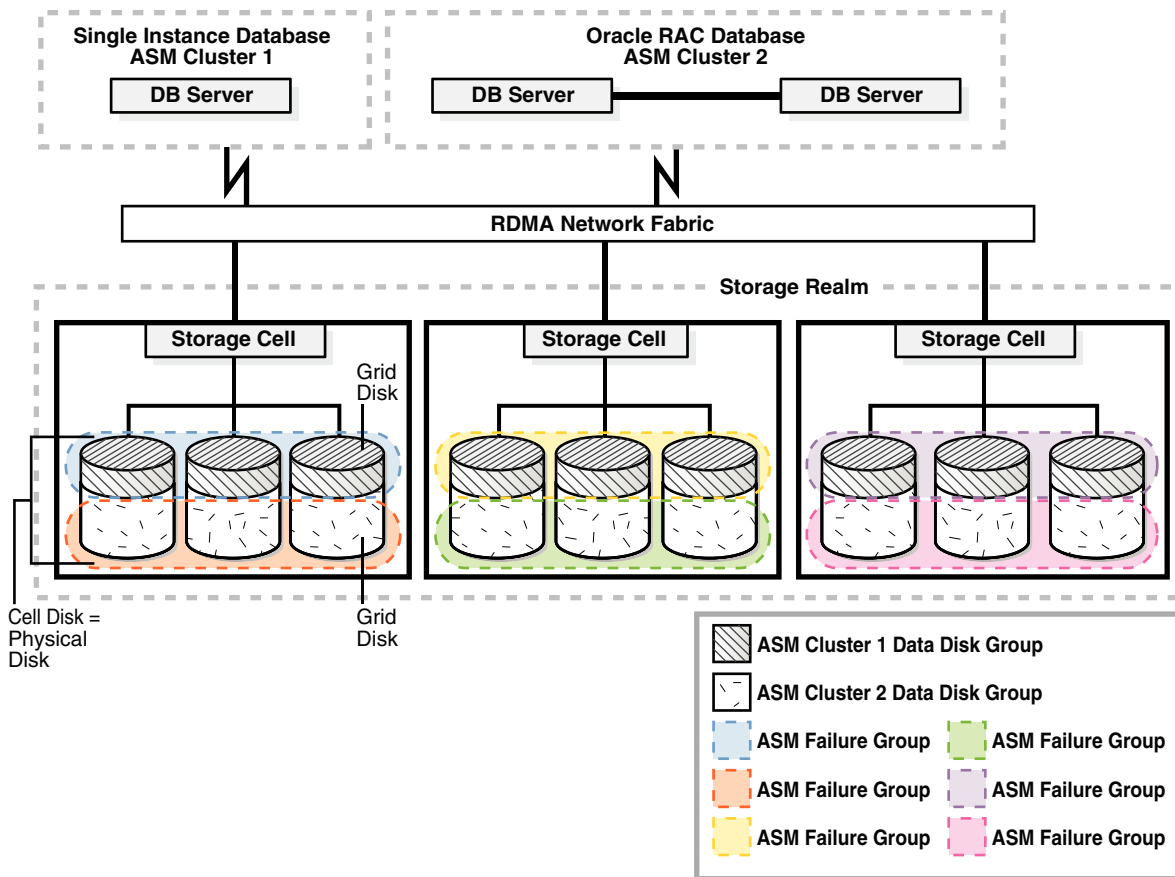 Single Instance Database
ASM Cluster 1
DB Server
Oracle RAC Database
ASM Cluster 2
DB Server
DB Server
RDMA Network Fabric
Storage Realm
Storage Cell
Storage Cell
Storage Cell
Grid
Disk
Cell Disk =
Physical
Disk
Grid
Disk
ASM Cluster 1 Data Disk Group
ASM Cluster 2 Data Disk Group
ASM Failure Group
ASM Failure Group
ASM Failure Group
ASM Failure Group
ASM Failure Group
ASM Failure Group